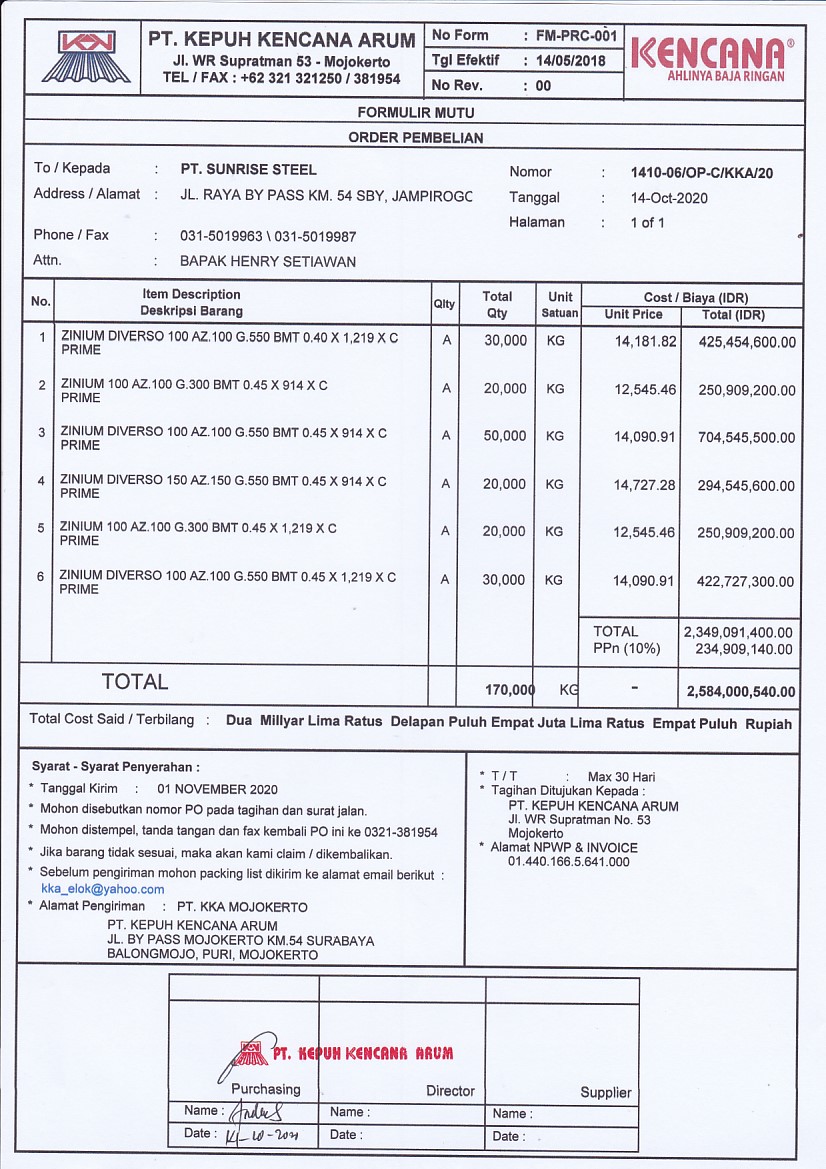 PT. KEPUH KENCANA ARUM
Jl. WR Supratman 53 - Mojokerto
TEL / FAX : +62 321 321250 / 381954
No Form : FM-PRC-001
Tgl Efektif : 14/05/2018
No Rev. : 00
KENCANA®
AHLINYA BAJA RINGAN
FORMULIR MUTU
ORDER PEMBELIAN
To / Kepada : PT. SUNRISE STEEL
Address / Alamat : JL. RAYA BY PASS KM. 54 SBY, JAMPIROGC
Phone / Fax : 031-5019963 \ 031-5019987
Attn. : BAPAK HENRY SETIAWAN
Nomor : 1410-06/OP-C/KKA/20
Tanggal : 14-Oct-2020
Halaman : 1 of 1
No. Item Description Qlty Total Unit Cost / Biaya (IDR)
Deskripsi Barang Qty Satuan Unit Price Total (IDR)
1 ZINIUM DIVERSO 100 AZ.100 G.550 BMT 0.40 X 1,219 X C A 30,000 KG 14,181.82 425,454,600.00
PRIME
2 ZINIUM 100 AZ.100 G.300 BMT 0.45 X 914 X C A 20,000 KG 12,545.46 250,909,200.00
PRIME
3 ZINIUM DIVERSO 100 AZ.100 G.550 BMT 0.45 X 914 X C A 50,000 KG 14,090.91 704,545,500.00
PRIME
4 ZINIUM DIVERSO 150 AZ.150 G.550 BMT 0.45 X 914 X C A 20,000 KG 14,727.28 294,545,600.00
PRIME
5 ZINIUM 100 AZ.100 G.300 BMT 0.45 X 1,219 X C A 20,000 KG 12,545.46 250,909,200.00
PRIME
6 ZINIUM DIVERSO 100 AZ.100 G.550 BMT 0.45 X 1,219 X C A 30,000 KG 14,090.91 422,727,300.00
PRIME
TOTAL 2,349,091,400.00
PPn (10%) 234,909,140.00
TOTAL 170,000 KG - 2,584,000,540.00
Total Cost Said / Terbilang : Dua Millyar Lima Ratus Delapan Puluh Empat Juta Lima Ratus Empat Puluh Rupiah
Syarat - Syarat Penyerahan :
* Tanggal Kirim : 01 NOVEMBER 2020
* Mohon disebutkan nomor PO pada tagihan dan surat jalan.
* Mohon distempel, tanda tangan dan fax kembali PO ini ke 0321-381954
* Jika barang tidak sesuai, maka akan kami claim / dikembalikan.
* Sebelum pengiriman mohon packing list dikirim ke alamat email berikut :
kka_elok@yahoo.com
* Alamat Pengiriman : PT. KKA MOJOKERTO
PT. KEPUH KENCANA ARUM
JL. BY PASS MOJOKERTO KM.54 SURABAYA
BALONGMOJO, PURI, MOJOKERTO
* T / T : Max 30 Hari
* Tagihan Ditujukan Kepada :
PT. KEPUH KENCANA ARUM
Jl. WR Supratman No. 53
Mojokerto
* Alamat NPWP & INVOICE
01.440.166.5.641.000
PT. KEPUH KENCANA ARUM
Purchasing Director Supplier
Name : Name : Name :
Date : Date : Date :